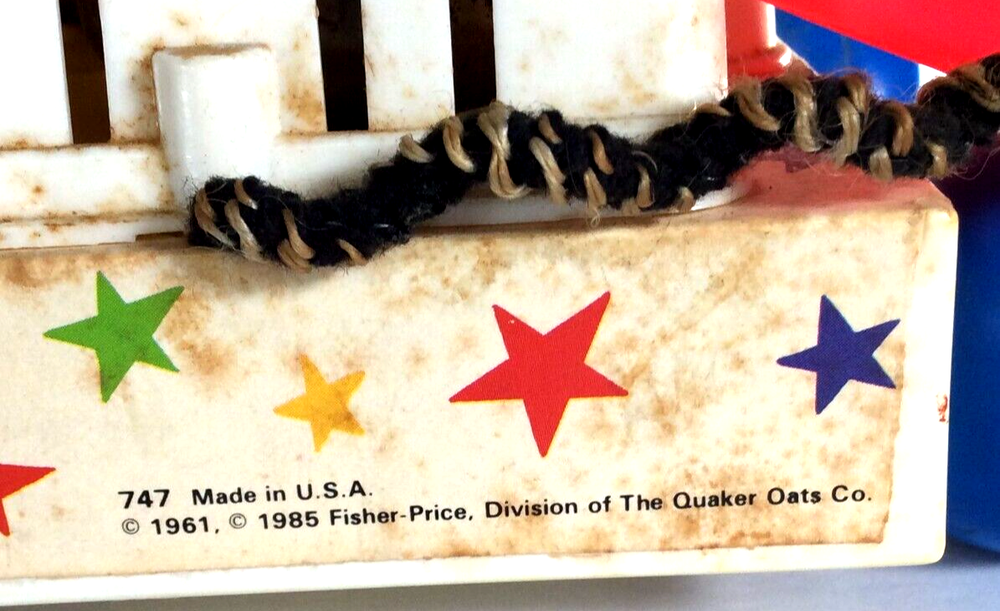 747 Made in U.S.A.
© 1961, © 1985 Fisher-Price, Division of The Quaker Oats Co.